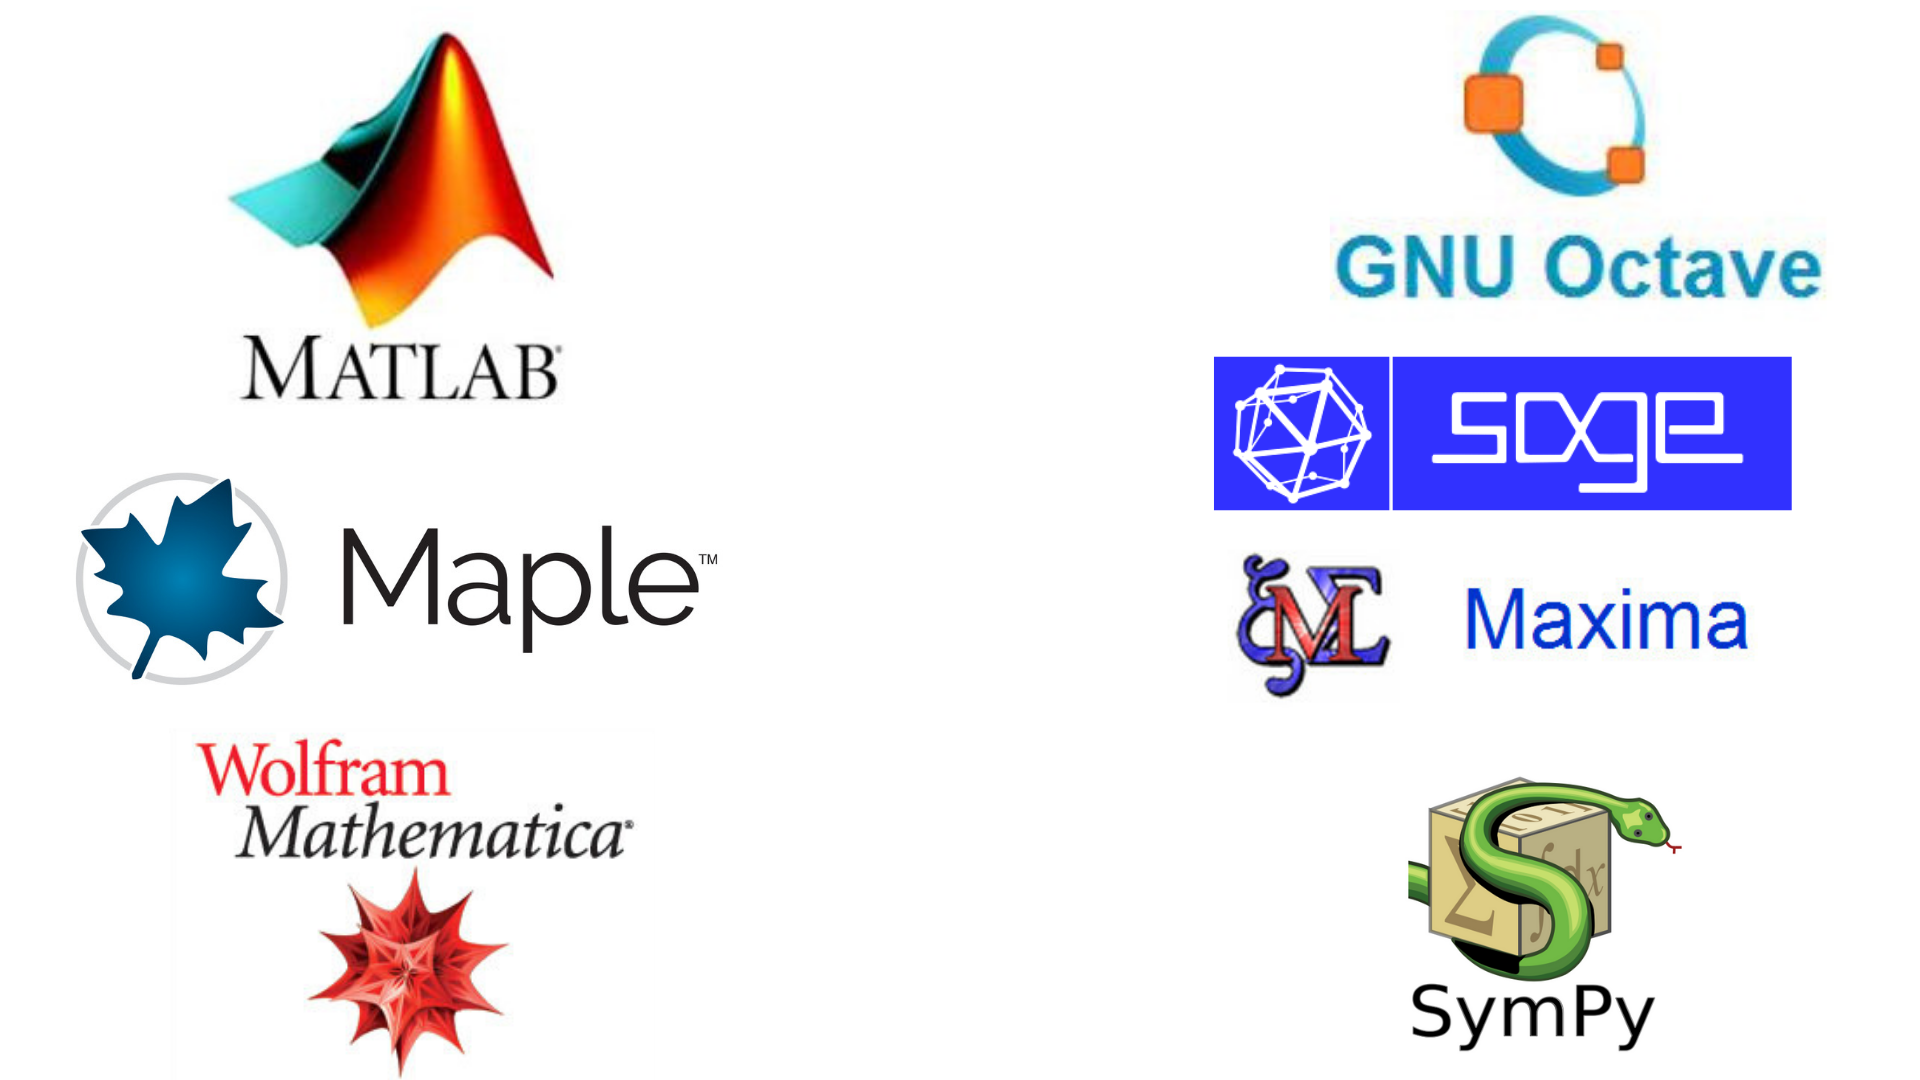 MATLAB®
Maple™
Wolfram
Mathematica®
GNU Octave
sage
Maxima
SymPy